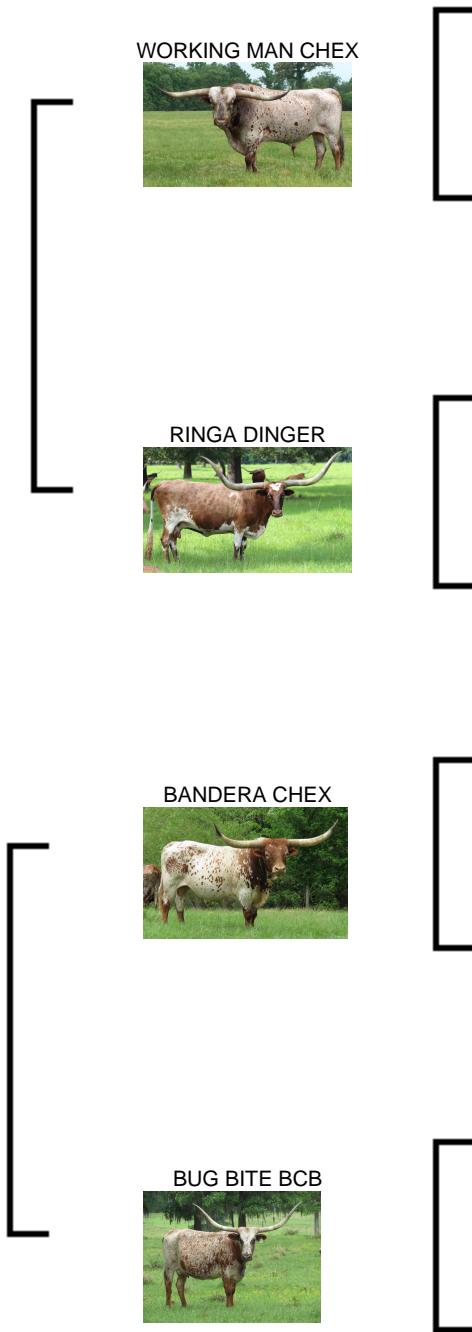 WORKING MAN CHEX
RINGA DINGER
BANDERA CHEX
BUG BITE BCB